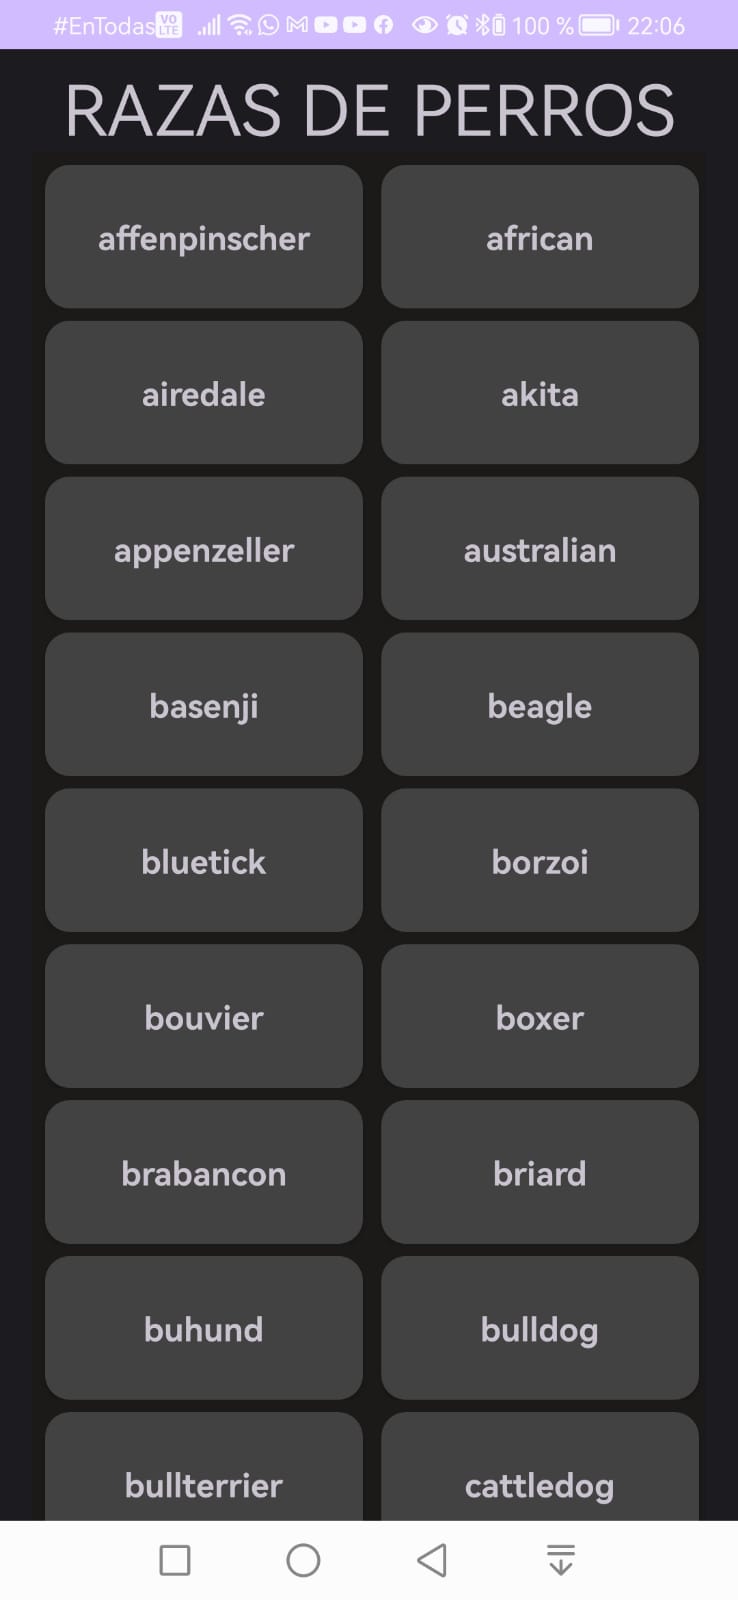 #EnTodas VO LTE 100 % 22:06
RAZAS DE PERROS
affenpinscher african
airedale akita
appenzeller australian
basenji beagle
bluetick borzoi
bouvier boxer
brabancon briard
buhund bulldog
bullterrier cattledog